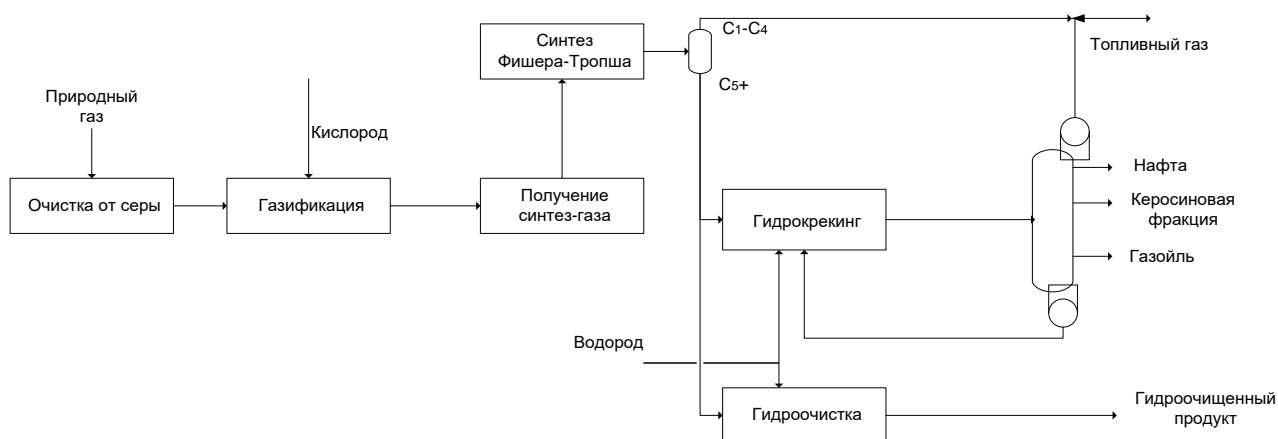 C1-C4
Синтез
Фишера-Тропша
Топливный газ
C5+
Природный
газ
Кислород
Очистка от серы
Газификация
Получение
синтез-газа
Гидрокрекинг
Нафта
Керосиновая
фракция
Газойль
Водород
Гидроочистка
Гидроочищенный
продукт